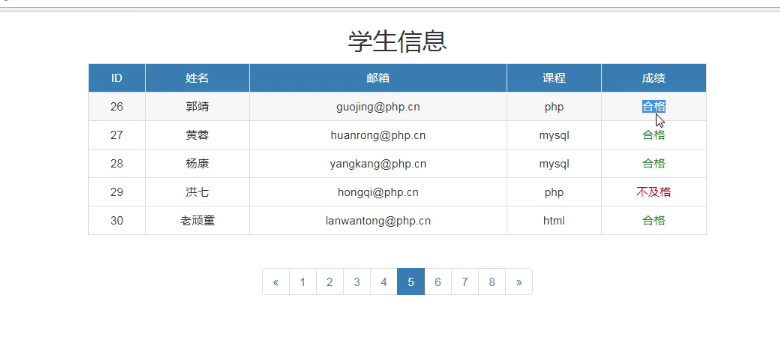 学生信息
ID 姓名 邮箱 课程 成绩
26 郭靖 guojing@php.cn php 合格
27 黄蓉 huanrong@php.cn mysql 合格
28 杨康 yangkang@php.cn mysql 合格
29 洪七 hongqi@php.cn php 不及格
30 老顽童 lanwantong@php.cn html 合格
« 1 2 3 4 5 6 7 8 »